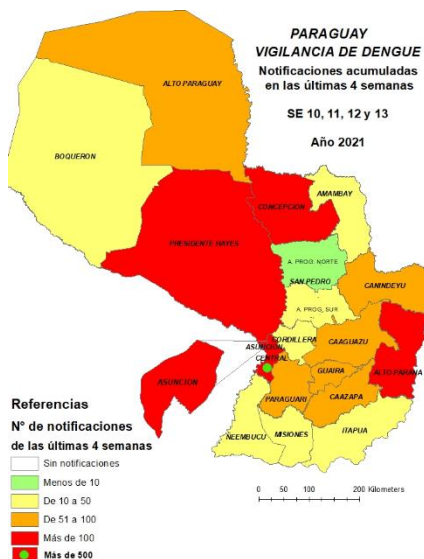 PARAGUAY
VIGILANCIA DE DENGUE
Notificaciones acumuladas
en las últimas 4 semanas
SE 10, 11, 12 y 13
Año 2021
ALTO PARAGUAY
BOQUERON
AMAMBAY
CONCEPCION
PRESIDENTE HAYES
A. PROG. NORTE
SAN PEDRO
CANINDEYU
A. PROG. SUR
CORDILLERA
ASUNCION
CENTRAL
CAAGUAZU
ASUNCION
GUAIRA
ALTO PARANA
PARAGUARI
CAAZAPA
ÑEEMBUCU
MISIONES
ITAPUA
Referencias
N° de notificaciones
de las últimas 4 semanas
Sin notificaciones
Menos de 10
De 10 a 50
De 51 a 100
Más de 100
Más de 500
0 25 50 100 150 200 Kilometers